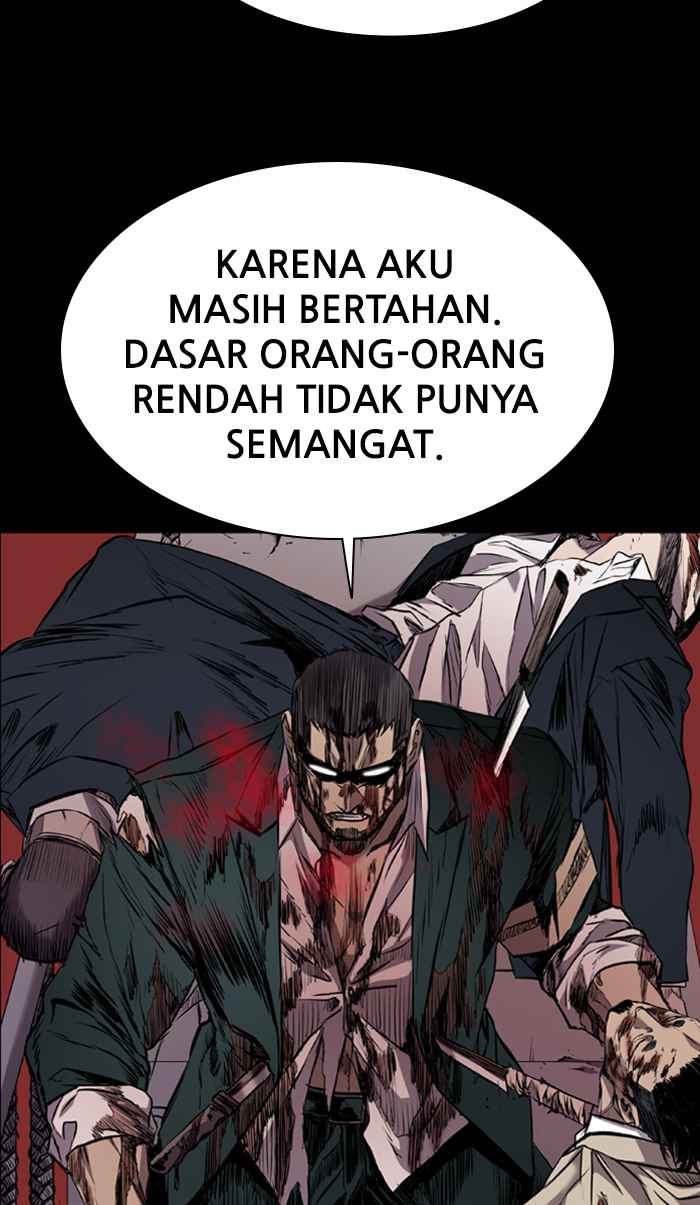 KARENA AKU
MASIH BERTAHAN.
DASAR ORANG-ORANG
RENDAH TIDAK PUNYA
SEMANGAT.